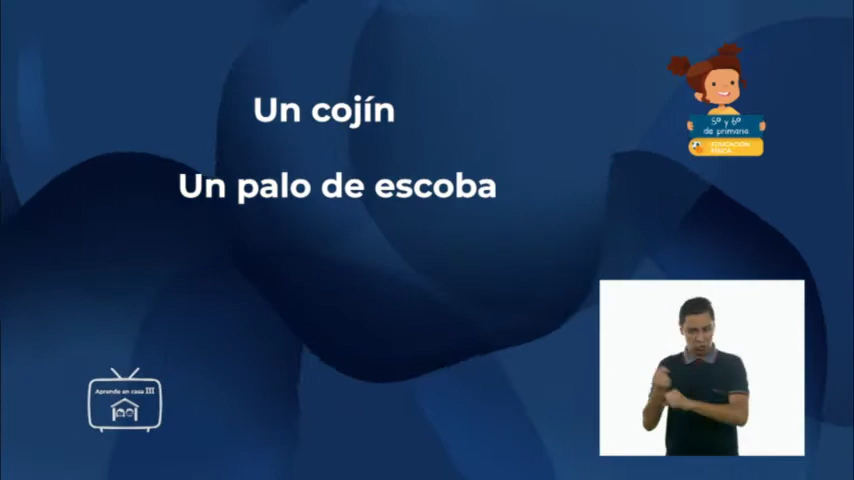 Un cojín
Un palo de escoba
5º y 6º
de primaria
EDUCACIÓN
FÍSICA
Aprende en casa III